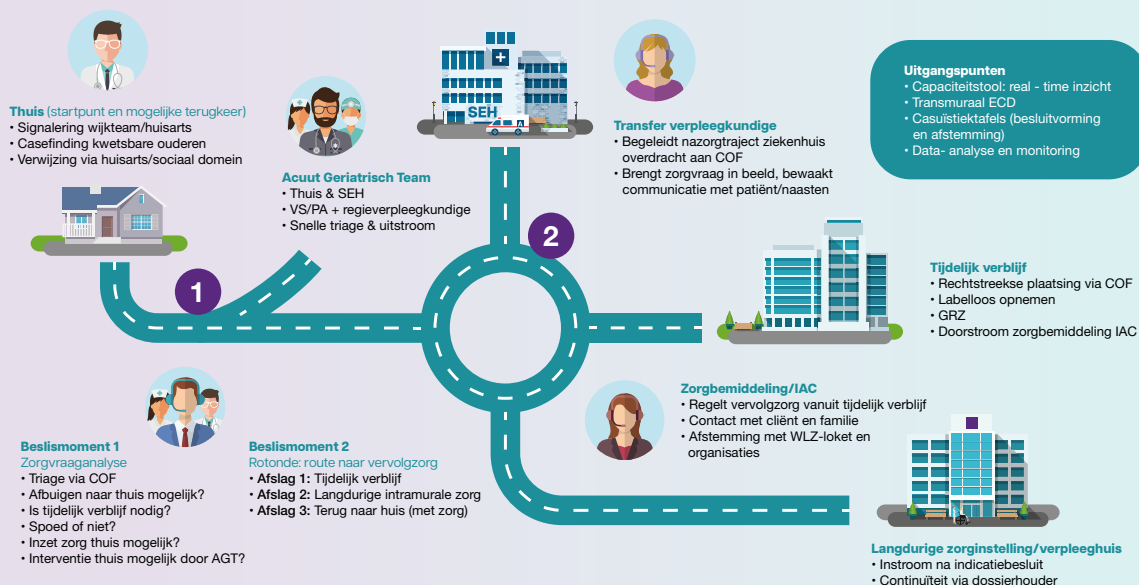 Thuis (startpunt en mogelijke terugkeer)
• Signalering wijkteam/huisarts
• Casefinding kwetsbare ouderen
• Verwijzing via huisarts/sociaal domein
Acuut Geriatrisch Team
• Thuis & SEH
• VS/PA + regieverpleegkundige
• Snelle triage & uitstroom
SEH
A
Transfer verpleegkundige
• Begeleidt nazorgtraject ziekenhuis
overdracht aan COF
• Brengt zorgvraag in beeld, bewaakt
communicatie met patiënt/naasten
Uitgangspunten
• Capaciteitstool: real - time inzicht
• Transmuraal ECD
• Casuïstiektafels (besluitvorming
en afstemming)
• Data- analyse en monitoring
1
2
Tijdelijk verblijf
• Rechtstreekse plaatsing via COF
• Labelloos opnemen
• GRZ
• Doorstroom zorgbemiddeling IAC
Beslismoment 1
Zorgvraaganalyse
• Triage via COF
• Afbuigen naar thuis mogelijk?
• Is tijdelijk verblijf nodig?
• Spoed of niet?
• Inzet zorg thuis mogelijk?
• Interventie thuis mogelijk door AGT?
Beslismoment 2
Rotonde: route naar vervolgzorg
• Afslag 1: Tijdelijk verblijf
• Afslag 2: Langdurige intramurale zorg
• Afslag 3: Terug naar huis (met zorg)
Zorgbemiddeling/IAC
• Regelt vervolgzorg vanuit tijdelijk verblijf
• Contact met cliënt en familie
• Afstemming met WLZ-loket en
organisaties
Langdurige zorginstelling/verpleeghuis
• Instroom na indicatiebesluit
• Continuïteit via dossierhouder